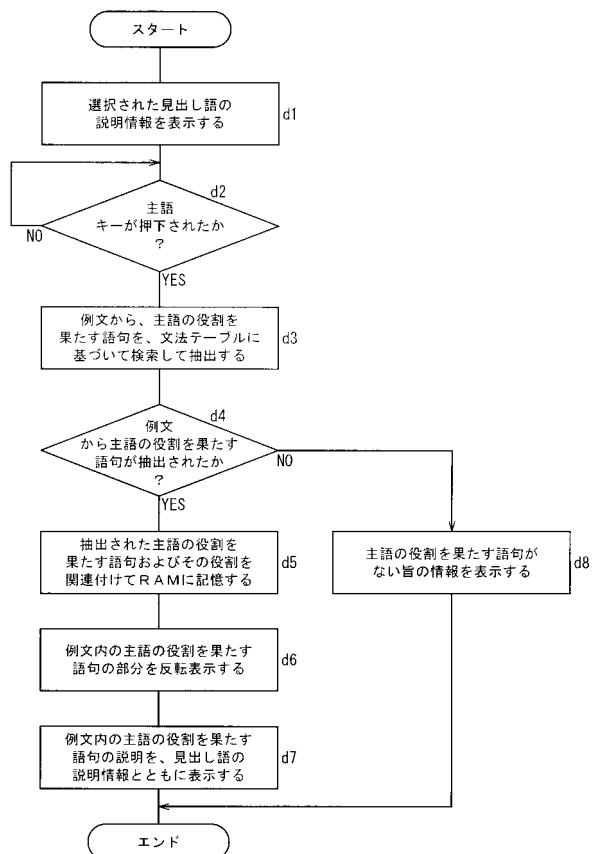 スタート
選択された見出し語の
説明情報を表示する
d1
d2
主語
キーが押下されたか
?
NO
YES
例文から、主語の役割を
果たす語句を、文法テーブルに
基づいて検索して抽出する
d3
d4
例文
から主語の役割を果たす
語句が抽出されたか
?
NO
YES
抽出された主語の役割を
果たす語句およびその役割を
関連付けてRAMに記憶する
d5
主語の役割を果たす語句が
ない旨の情報を表示する
d8
例文内の主語の役割を果たす
語句の部分を反転表示する
d6
例文内の主語の役割を果たす
語句の説明を、見出し語の
説明情報とともに表示する
d7
エンド